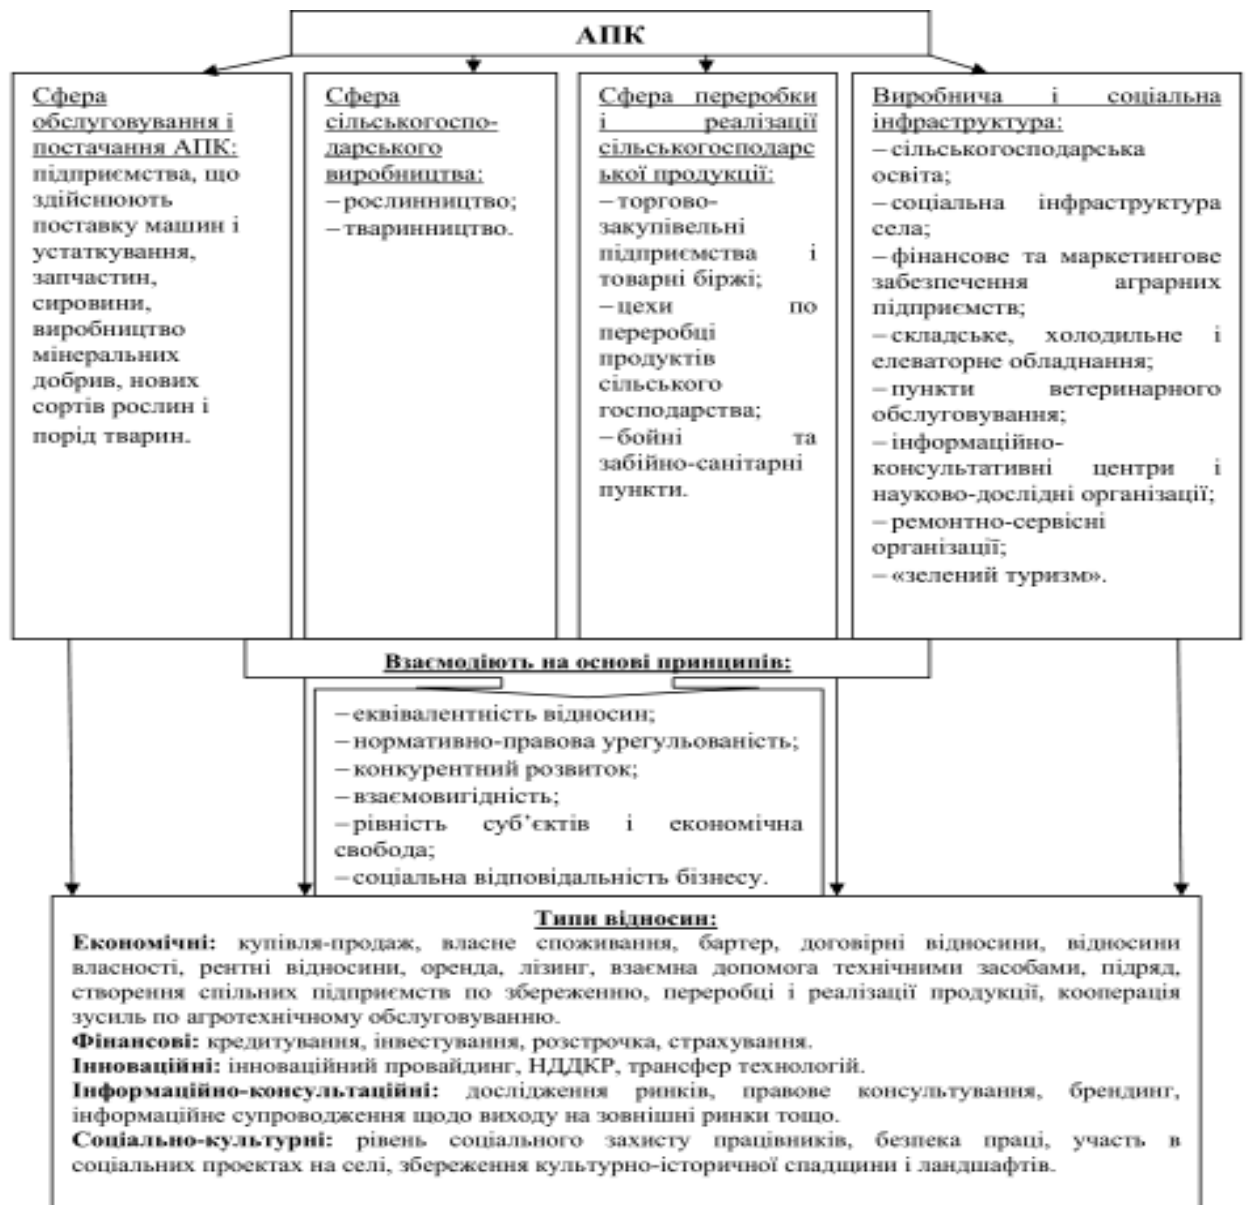 АПК
Сфера
обслуговування і
постачання АПК:
підприємства, що
здійснюють
поставку машин і
устаткування,
запчастин,
сировини,
виробництво
мінеральних
добрив, нових
сортів рослин і
порід тварин.
Сфера
сільськогоспо-
дарського
виробництва:
–рослинництво;
–тваринництво.
Сфера переробки
і реалізації
сільськогосподарс
ької продукції:
–торгово-
закупівельні
підприємства і
товарні біржі;
–цехи по
переробці
продуктів
сільського
господарства;
–бойні та
забійно-санітарні
пункти.
Виробнича і соціальна
інфраструктура:
–сільськогосподарська
освіта;
–соціальна інфраструктура
села;
–фінансове та маркетингове
забезпечення аграрних
підприємств;
–складське, холодильне і
елеваторне обладнання;
–пункти ветеринарного
обслуговування;
–інформаційно-
консультативні центри і
науково-дослідні організації;
–ремонтно-сервісні
організації;
–«зелений туризм».
Взаємодіють на основі принципів:
–еквівалентність відносин;
–нормативно-правова урегульованість;
–конкурентний розвиток;
–взаємовигідність;
–рівність суб’єктів і економічна
свобода;
–соціальна відповідальність бізнесу.
Типи відносин:
Економічні: купівля-продаж, власне споживання, бартер, договірні відносини, відносини
власності, рентні відносини, оренда, лізинг, взаємна допомога технічними засобами, підряд,
створення спільних підприємств по збереженню, переробці і реалізації продукції, кооперація
зусиль по агротехнічному обслуговуванню.
Фінансові: кредитування, інвестування, розстрочка, страхування.
Інноваційні: інноваційний провайдинг, НДДКР, трансфер технологій.
Інформаційно-консультаційні: дослідження ринків, правове консультування, брендинг,
інформаційне супроводження щодо виходу на зовнішні ринки тощо.
Соціально-культурні: рівень соціального захисту працівників, безпека праці, участь в
соціальних проектах на селі, збереження культурно-історичної спадщини і ландшафтів.